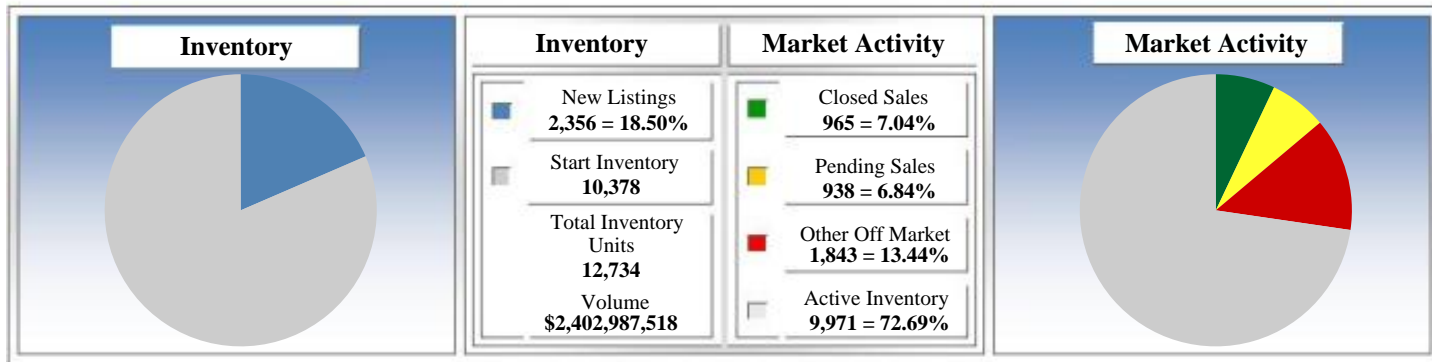 Inventory
Inventory
Market Activity
Market Activity
New Listings
2,356 = 18.50%
Start Inventory
10,378
Total Inventory
Units
12,734
Volume
$2,402,987,518
Closed Sales
965 = 7.04%
Pending Sales
938 = 6.84%
Other Off Market
1,843 = 13.44%
Active Inventory
9,971 = 72.69%